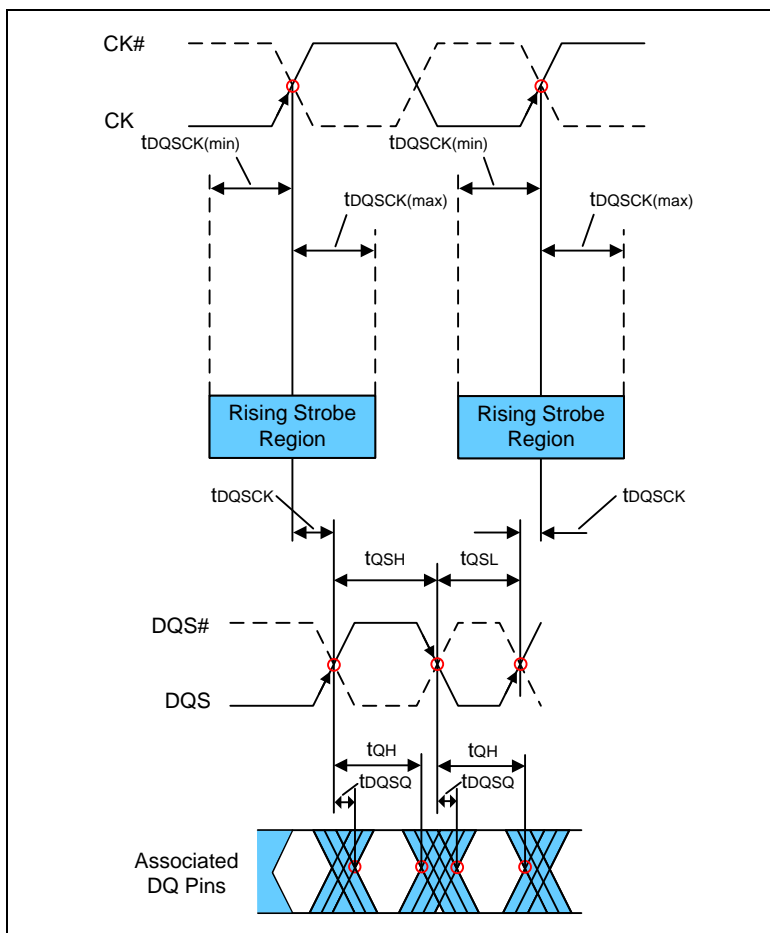 CK#
CK
tDQSCK(min)
tDQSCK(min)
tDQSCK(max)
tDQSCK(max)
Rising Strobe
Region
Rising Strobe
Region
tDQSCK
tDQSCK
tQSH
tQSL
DQS#
DQS
tQH
tQH
tDQSQ
tDQSQ
Associated
DQ Pins